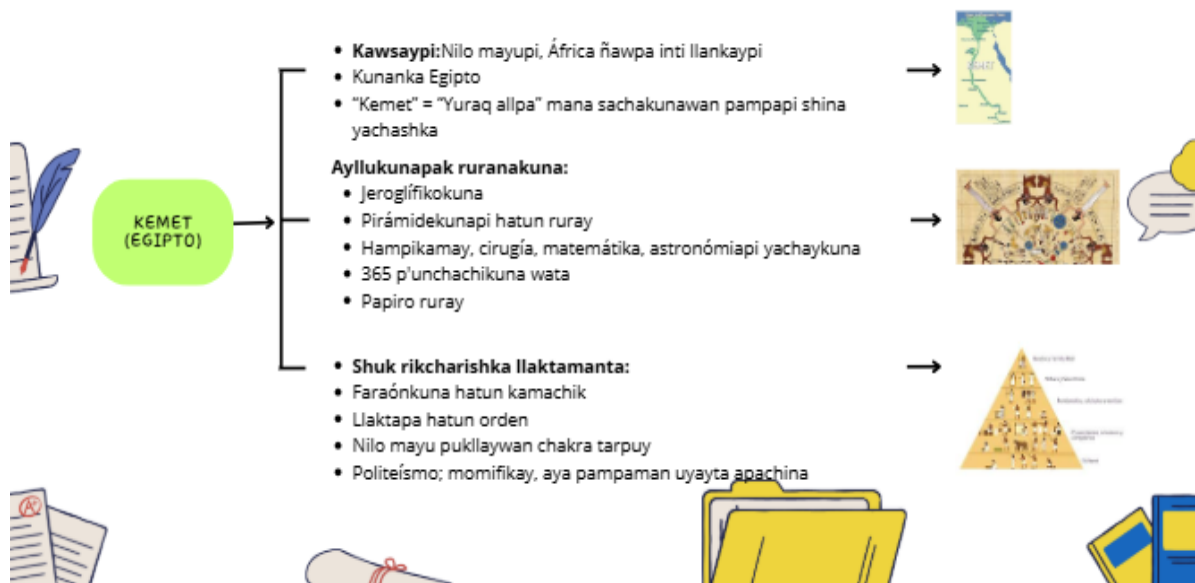 Kawsaypi:Nilo mayupi, África ñawpa inti llankaypi
Kunanka Egipto
"Kemet" = "Yuraq allpa" mana sachakunawan pampapi shina
yachashka
Ayllukunapak ruranakuna:
Jeroglífikokuna
Pirámidekunapi hatun ruray
Hampikamay, cirugía, matemátika, astronómiapi yachaykuna
365 p'unchachikuna wata
Papiro ruray
KEMET
(EGIPTO)
Shuk rikcharishka llaktamanta:
Faraónkuna hatun kamachik
Llaktapa hatun orden
Nilo mayu pukllaywan chakra tarpuy
Politeísmo; momifikay, aya pampaman uyayta apachina
A+